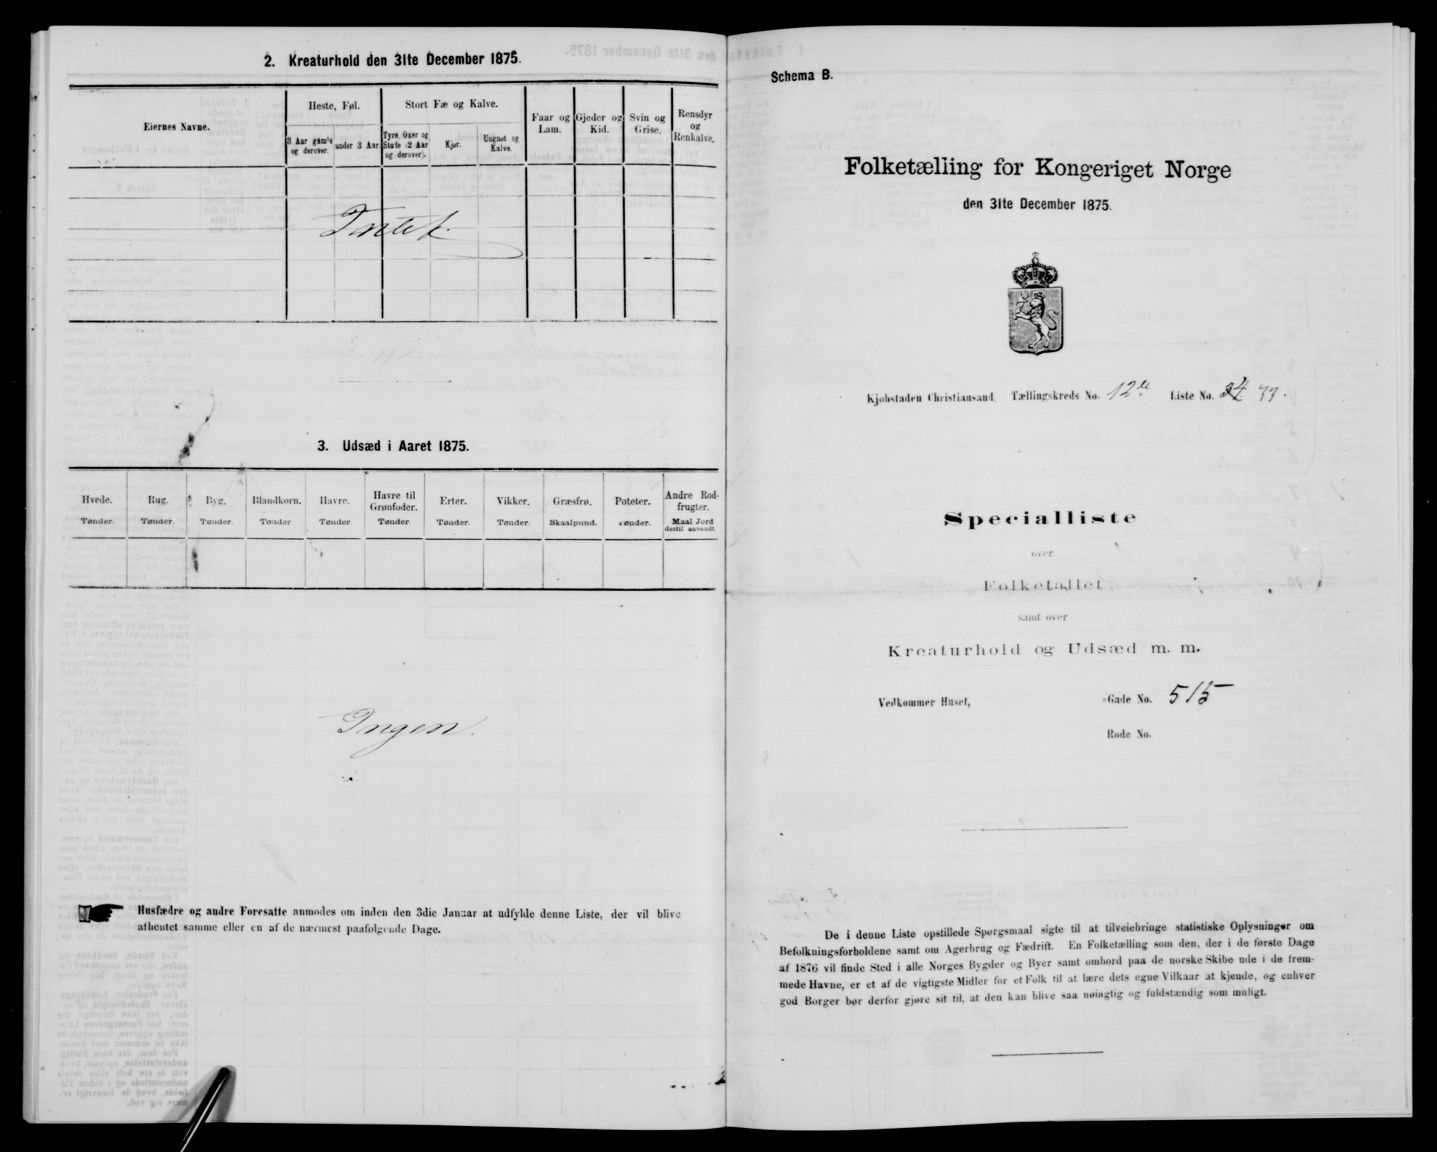 2. Kreaturhold den 31te December 1875.
Eiernes Navne.
Heste, Føl.
Stort Fæ og Kalve.
Faar og Lam.
Gjeder og Kid.
Svin og Grise.
Rensdyr og Renkalve.
3 Aar gamle og derover.
under 3 Aar.
Tyre, Oxer og Stude (2 Aar og derover).
Kjør.
Ungnøt og Kalve.
Intet.
3. Udsæd i Aaret 1875.
Hvede. Rug. Byg. Blandkorn. Havre. Havre til Grønfoder. Erter. Vikker. Græsfrø. Poteter. Andre Rodfrugter.
Tønder. Tønder. Tønder. Tønder Tønder. Tønder. Tønder. Tønder. Skaalpund. Tønder. Maal Jord dertil anvendt.
Ingen.
Husfædre og andre Foresatte anmodes om inden den 3die Januar at udfylde denne Liste, der vil blive
afhentet samme eller en af de nærmest paafølgende Dage.
Schema B.
Folketælling for Kongeriget Norge
den 31te December 1875.
Kjøbstaden Christiansand, Tællingskreds No. 12te Liste No. 33.
Specialliste
over
Folketallet
samt over
Kreaturhold og Udsæd m. m.
Vedkommer Huset, Gade No. 515
Rode No.
De i denne Liste opstillede Spørgsmaal sigte til at tilveiebringe statistiske Oplysninger om
Befolkningsforholdene samt om Agerbrug og Fædrift. En Folketælling som den, der i de første Dage
af 1876 vil finde Sted i alle Norges Bygder og Byer samt ombord paa de norske Skibe ude i de frem-
mede Havne, er et af de vigtigste Midler for et Folk til at lære dets egne Vilkaar at kjende, og enhver
god Borger bør derfor gjøre sit til, at den kan blive saa nøiagtig og fuldstændig som muligt.